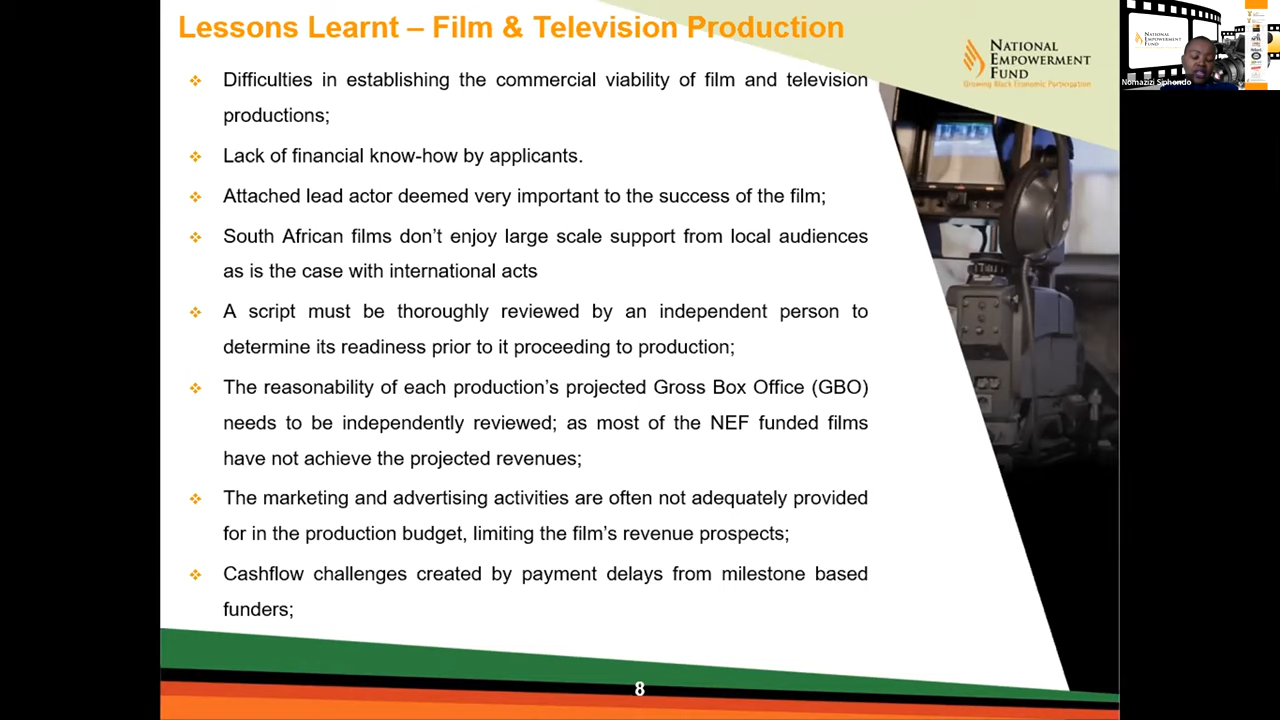 Lessons Learnt – Film & Television Production
NATIONAL
EMPOWERMENT
FUND
Growing Black Economic Participation
Nomazizi Siphondo
❖ Difficulties in establishing the commercial viability of film and television
productions;
❖ Lack of financial know-how by applicants.
❖ Attached lead actor deemed very important to the success of the film;
❖ South African films don’t enjoy large scale support from local audiences
as is the case with international acts
❖ A script must be thoroughly reviewed by an independent person to
determine its readiness prior to it proceeding to production;
❖ The reasonability of each production’s projected Gross Box Office (GBO)
needs to be independently reviewed; as most of the NEF funded films
have not achieve the projected revenues;
❖ The marketing and advertising activities are often not adequately provided
for in the production budget, limiting the film’s revenue prospects;
❖ Cashflow challenges created by payment delays from milestone based
funders;
8